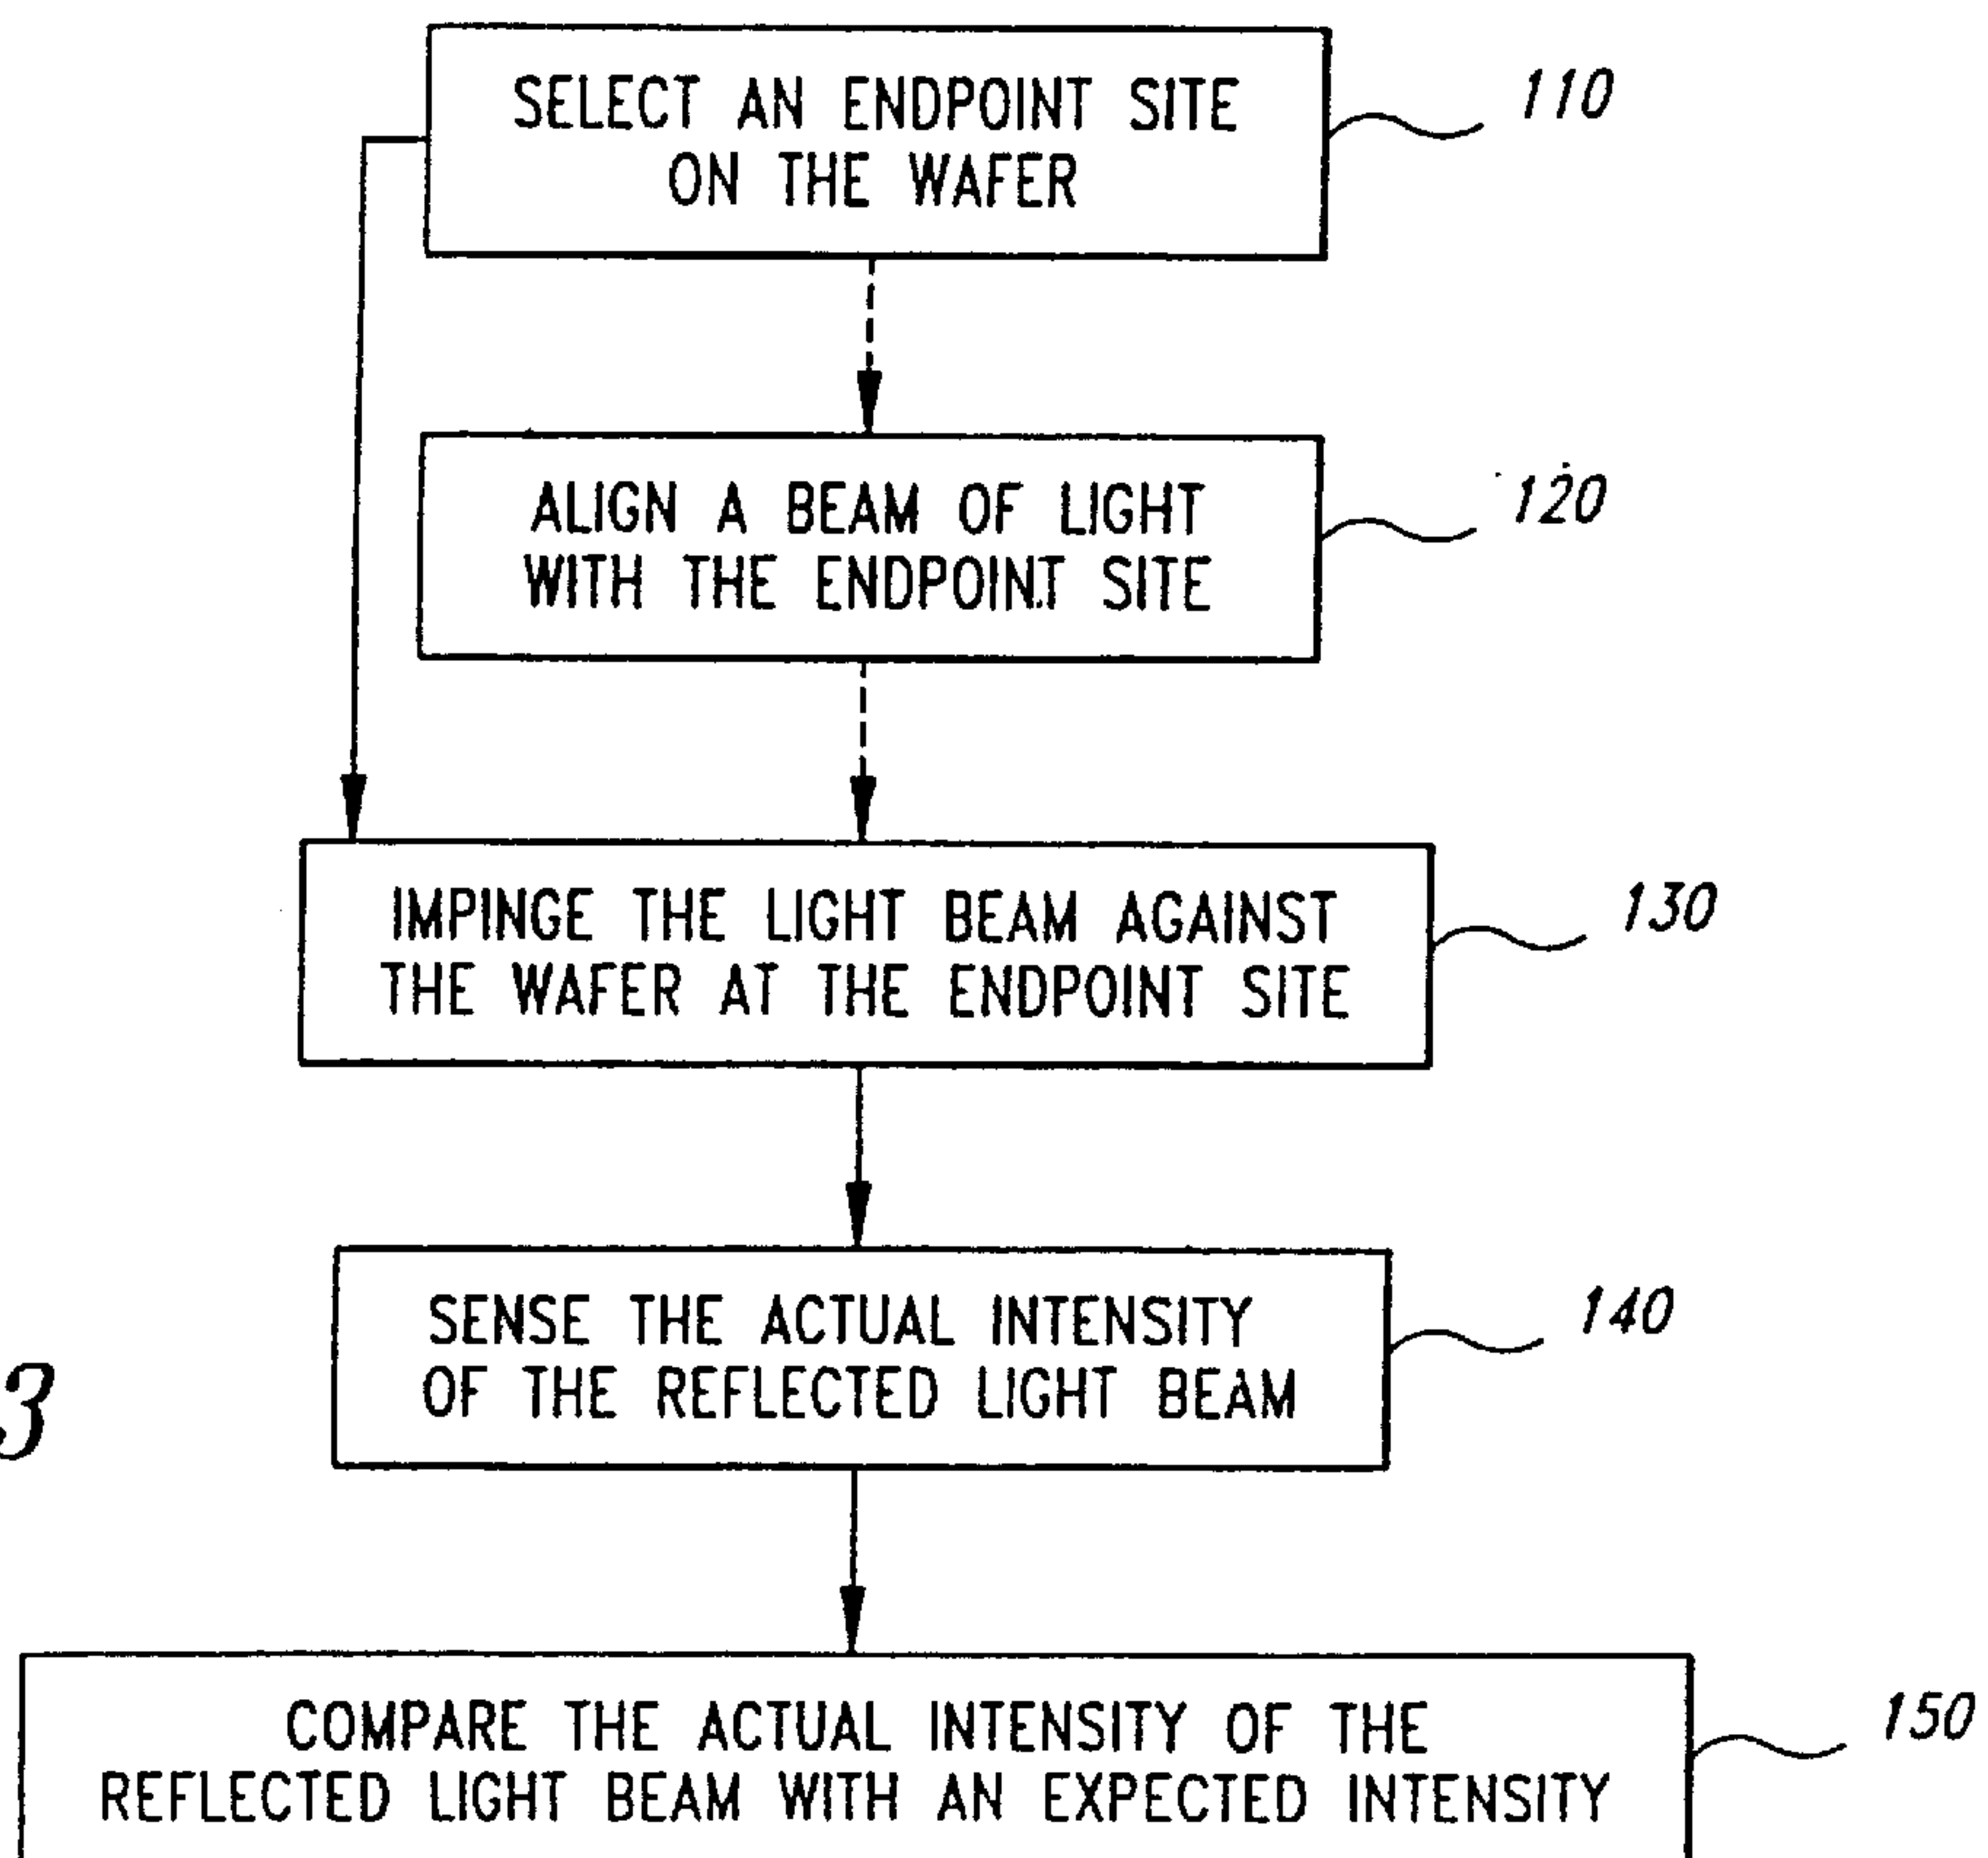 SELECT AN ENDPOINT SITE
ON THE WAFER
110
ALIGN A BEAM OF LIGHT
WITH THE ENDPOINT SITE
120
IMPINGE THE LIGHT BEAM AGAINST
THE WAFER AT THE ENDPOINT SITE
130
SENSE THE ACTUAL INTENSITY
OF THE REFLECTED LIGHT BEAM
140
3
COMPARE THE ACTUAL INTENSITY OF THE
REFLECTED LIGHT BEAM WITH AN EXPECTED INTENSITY
150